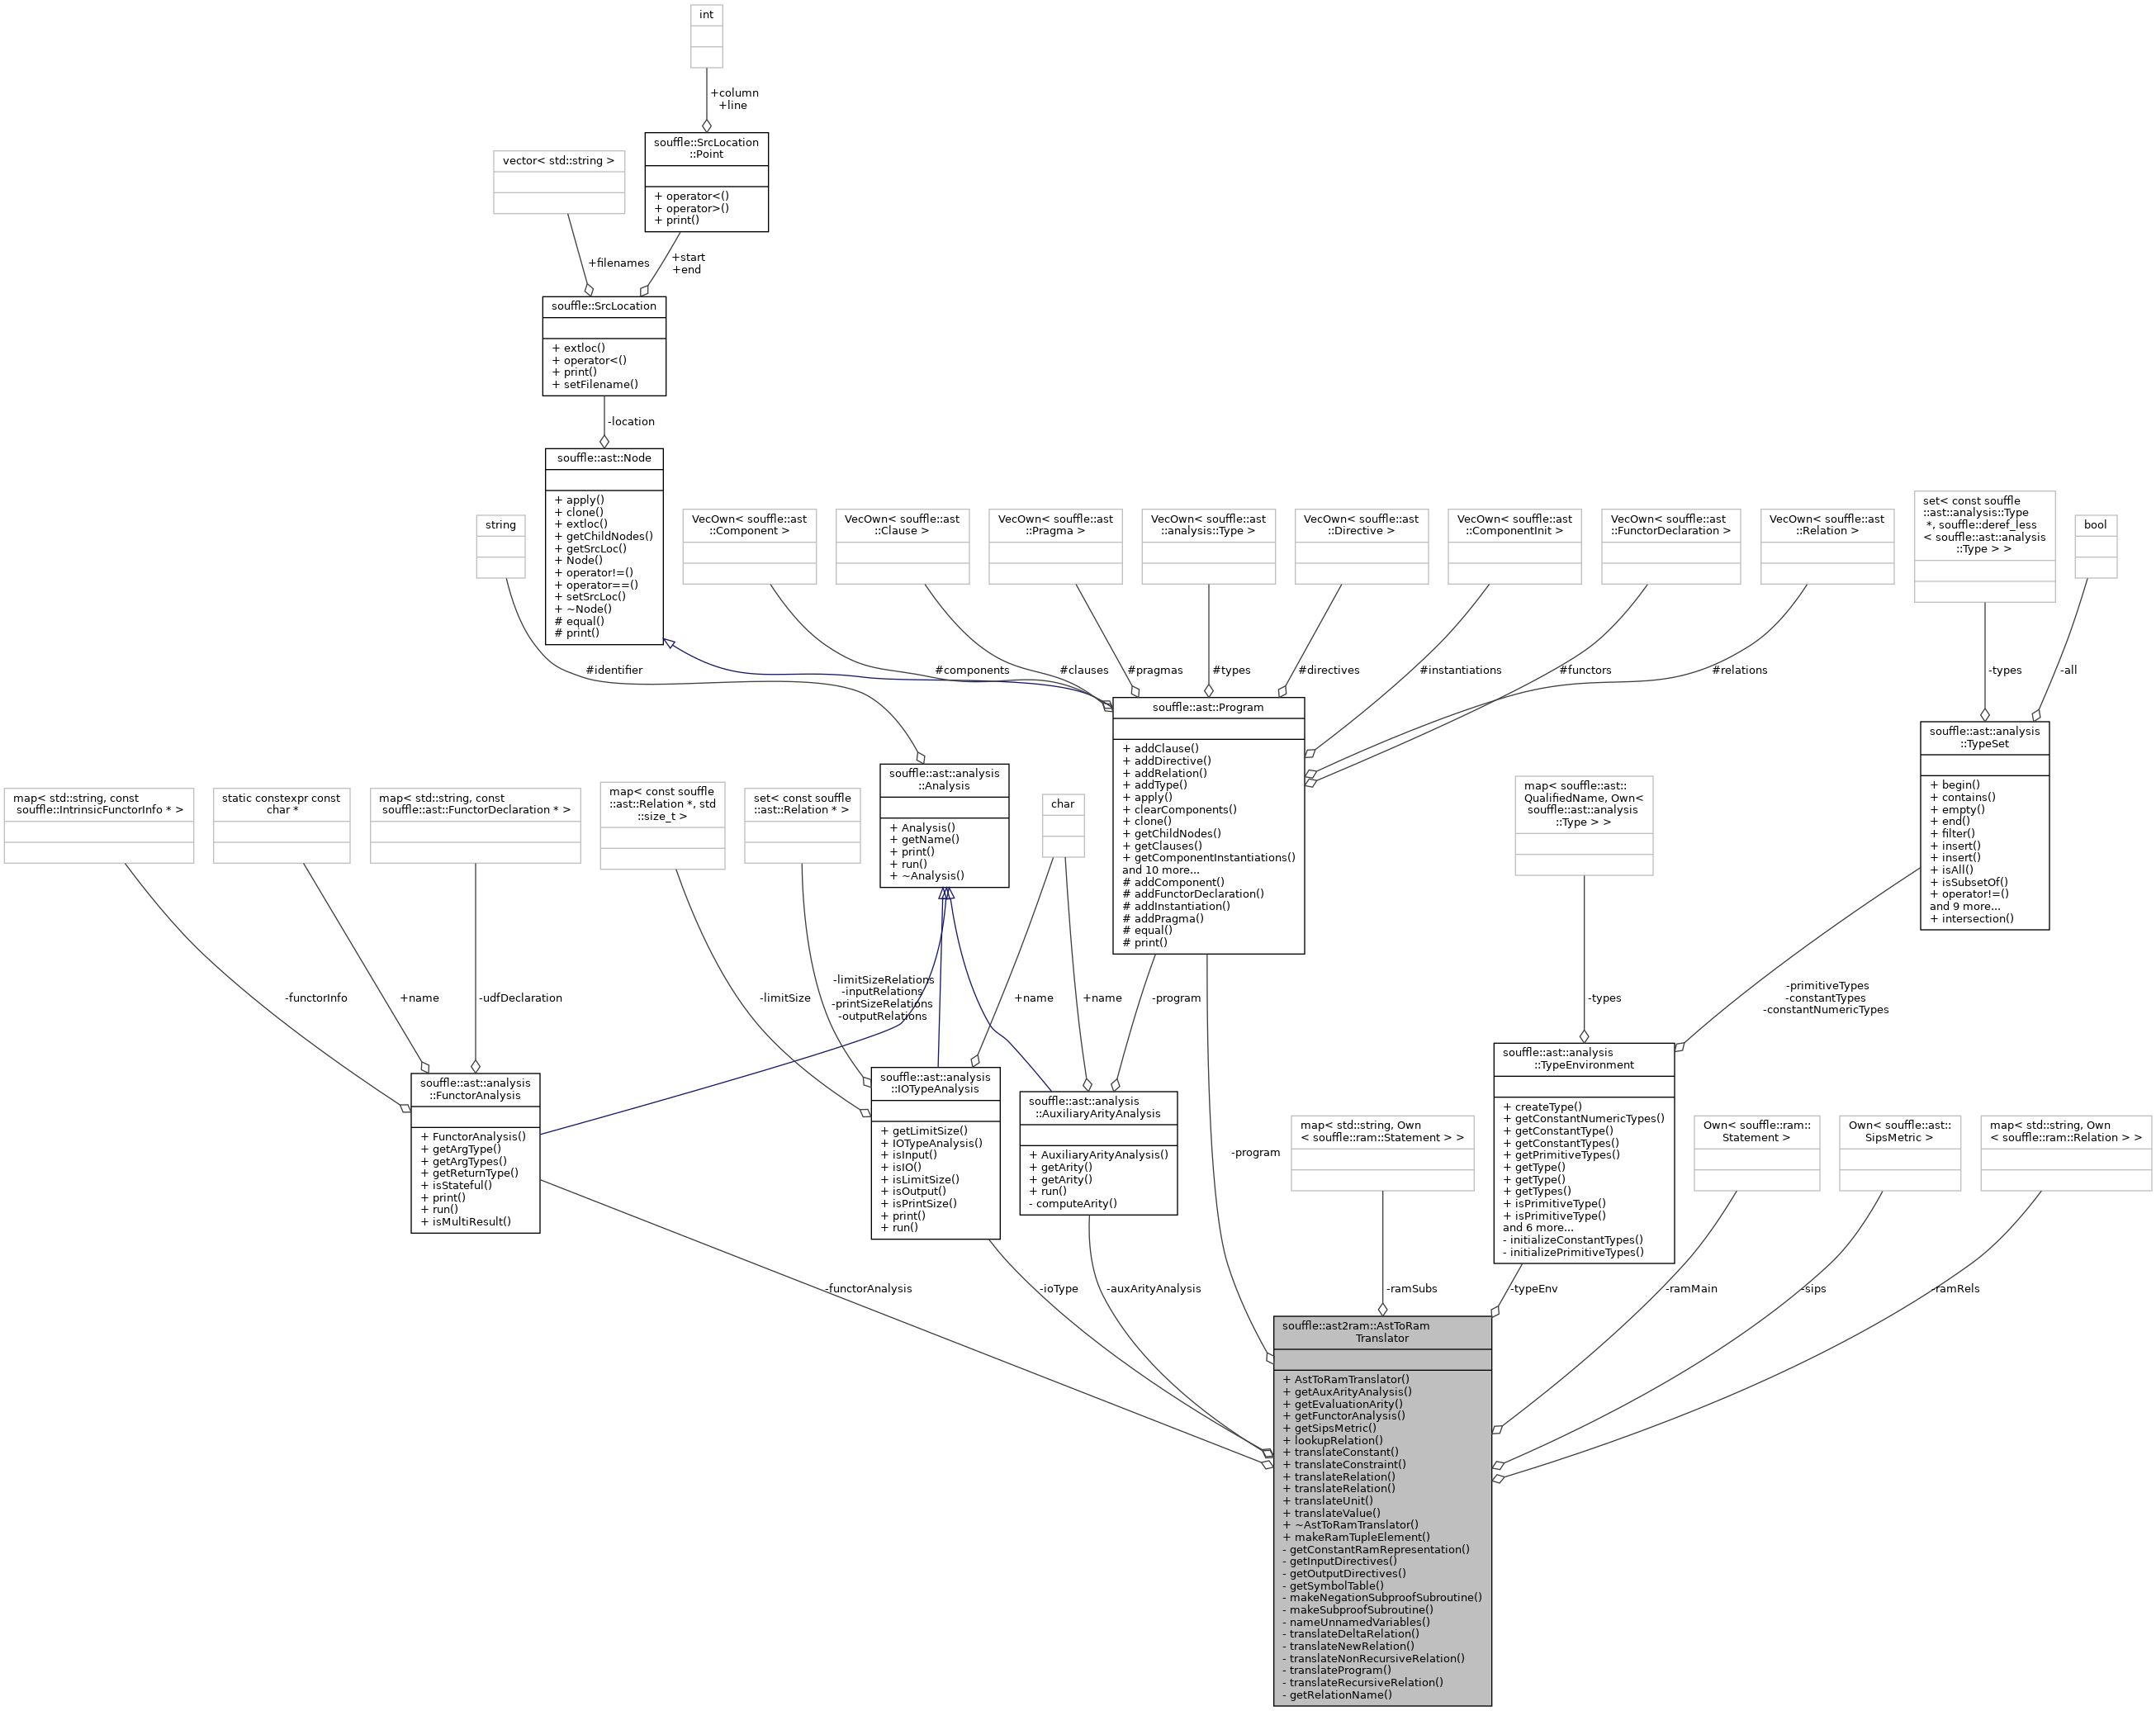 int
+column
+line
souffle::SrcLocation
::Point
+ operator<()
+ operator>()
+ print()
vector< std::string >
+filenames
+start
+end
souffle::SrcLocation
+ extloc()
+ operator<()
+ print()
+ setFilename()
-location
souffle::ast::Node
+ apply()
+ clone()
+ extloc()
+ getChildNodes()
+ getSrcLoc()
+ Node()
+ operator!=()
+ operator==()
+ setSrcLoc()
+ ~Node()
# equal()
# print()
string
VecOwn< souffle::ast
::Component >
VecOwn< souffle::ast
::Clause >
VecOwn< souffle::ast
::Pragma >
VecOwn< souffle::ast
::analysis::Type >
VecOwn< souffle::ast
::Directive >
VecOwn< souffle::ast
::ComponentInit >
VecOwn< souffle::ast
::FunctorDeclaration >
VecOwn< souffle::ast
::Relation >
set< const souffle
::ast::analysis::Type
*, souffle::deref_less
< souffle::ast::analysis
::Type > >
bool
#identifier
#components
#clauses
#pragmas
#types
#directives
#instantiations
#functors
#relations
-types
-all
souffle::ast::Program
+ addClause()
+ addDirective()
+ addRelation()
+ addType()
+ apply()
+ clearComponents()
+ clone()
+ getChildNodes()
+ getClauses()
+ getComponentInstantiations()
and 10 more...
# addComponent()
# addFunctorDeclaration()
# addInstantiation()
# addPragma()
# equal()
# print()
souffle::ast::analysis
::TypeSet
+ begin()
+ contains()
+ empty()
+ end()
+ filter()
+ insert()
+ insert()
+ isAll()
+ isSubsetOf()
+ operator!=()
and 9 more...
+ intersection()
map< std::string, const
souffle::IntrinsicFunctorInfo * >
static constexpr const
char *
map< std::string, const
souffle::ast::FunctorDeclaration * >
map< const souffle
::ast::Relation *, std
::size_t >
set< const souffle
::ast::Relation * >
souffle::ast::analysis
::Analysis
+ Analysis()
+ getName()
+ print()
+ run()
+ ~Analysis()
char
map< souffle::ast::
QualifiedName, Own<
souffle::ast::analysis
::Type > >
-functorInfo
+name
-udfDeclaration
-limitSize
-limitSizeRelations
-inputRelations
-printSizeRelations
-outputRelations
+name
+name
-program
-types
-primitiveTypes
-constantTypes
-constantNumericTypes
souffle::ast::analysis
::FunctorAnalysis
+ FunctorAnalysis()
+ getArgType()
+ getArgTypes()
+ getReturnType()
+ isStateful()
+ print()
+ run()
+ isMultiResult()
souffle::ast::analysis
::IOTypeAnalysis
+ getLimitSize()
+ IOTypeAnalysis()
+ isInput()
+ isIO()
+ isLimitSize()
+ isOutput()
+ isPrintSize()
+ print()
+ run()
souffle::ast::analysis
::AuxiliaryArityAnalysis
+ AuxiliaryArityAnalysis()
+ getArity()
+ getArity()
+ run()
- computeArity()
-program
map< std::string, Own
< souffle::ram::Statement > >
souffle::ast::analysis
::TypeEnvironment
+ createType()
+ getConstantNumericTypes()
+ getConstantType()
+ getConstantTypes()
+ getPrimitiveTypes()
+ getType()
+ getType()
+ getTypes()
+ isPrimitiveType()
+ isPrimitiveType()
and 6 more...
- initializeConstantTypes()
- initializePrimitiveTypes()
Own< souffle::ram::
Statement >
Own< souffle::ast::
SipsMetric >
map< std::string, Own
< souffle::ram::Relation > >
-functorAnalysis
-ioType
-auxArityAnalysis
-ramSubs
-typeEnv
-ramMain
-sips
-ramRels
souffle::ast2ram::AstToRam
Translator
+ AstToRamTranslator()
+ getAuxArityAnalysis()
+ getEvaluationArity()
+ getFunctorAnalysis()
+ getSipsMetric()
+ lookupRelation()
+ translateConstant()
+ translateConstraint()
+ translateRelation()
+ translateRelation()
+ translateUnit()
+ translateValue()
+ ~AstToRamTranslator()
+ makeRamTupleElement()
- getConstantRamRepresentation()
- getInputDirectives()
- getOutputDirectives()
- getSymbolTable()
- makeNegationSubproofSubroutine()
- makeSubproofSubroutine()
- nameUnnamedVariables()
- translateDeltaRelation()
- translateNewRelation()
- translateNonRecursiveRelation()
- translateProgram()
- translateRecursiveRelation()
- getRelationName()